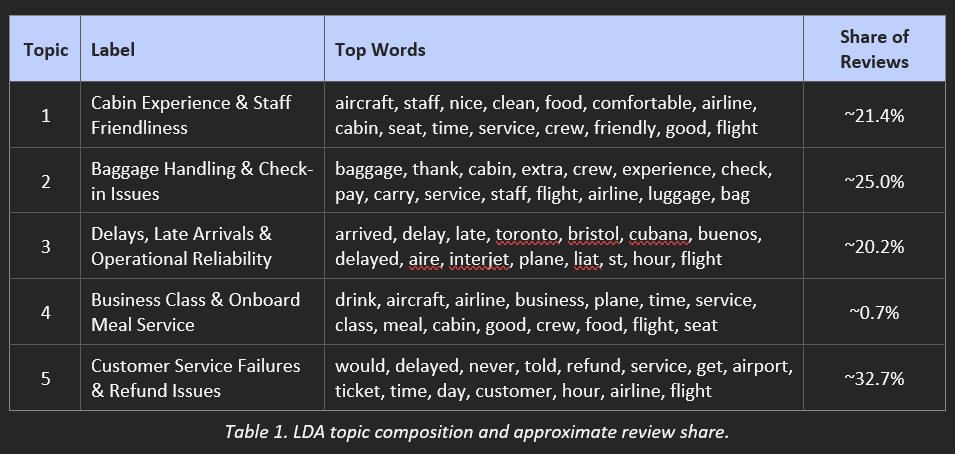 Topic Label Top Words Share of
Reviews
1 Cabin Experience & Staff
Friendliness
aircraft, staff, nice, clean, food, comfortable, airline,
cabin, seat, time, service, crew, friendly, good, flight
~21.4%
2 Baggage Handling & Check-
in Issues
baggage, thank, cabin, extra, crew, experience, check,
pay, carry, service, staff, flight, airline, luggage, bag
~25.0%
3 Delays, Late Arrivals &
Operational Reliability
arrived, delay, late, toronto, bristol, cubana, buenos,
delayed, aire, interjet, plane, liat, st, hour, flight
~20.2%
4 Business Class & Onboard
Meal Service
drink, aircraft, airline, business, plane, time, service,
class, meal, cabin, good, crew, food, flight, seat
~0.7%
5 Customer Service Failures
& Refund Issues
would, delayed, never, told, refund, service, get, airport,
ticket, time, day, customer, hour, airline, flight
~32.7%
Table 1. LDA topic composition and approximate review share.